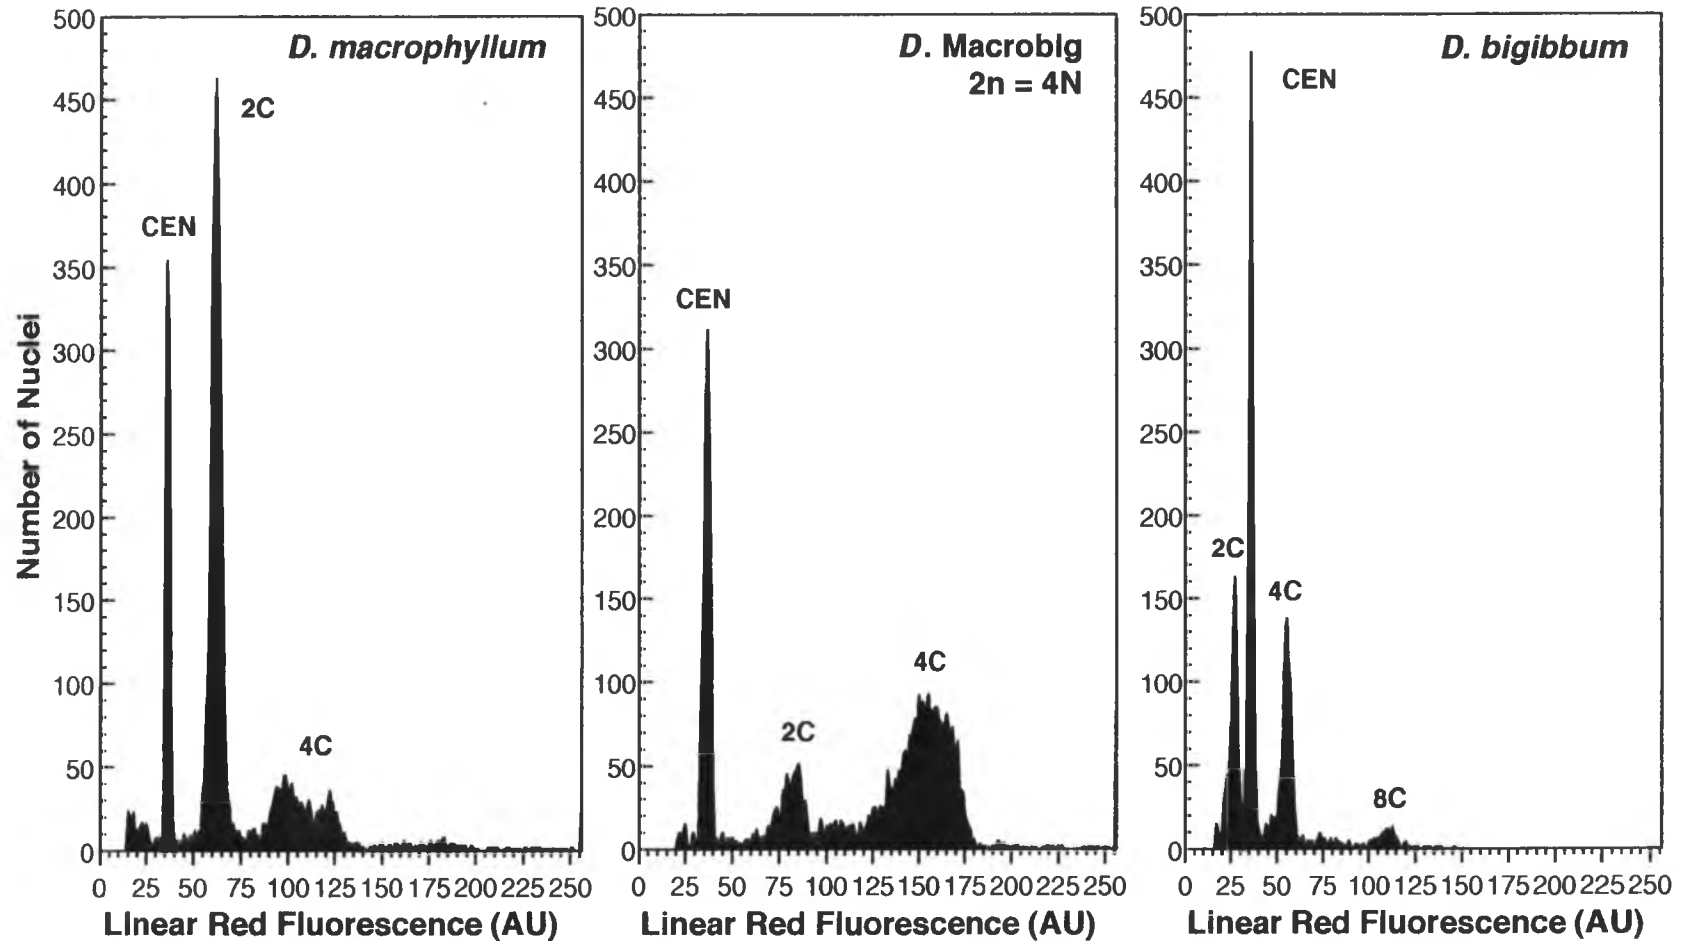 Number of Nuclei
D. macrophyllum
500
450
400
350
300
250
200
150
100
50
0
CEN
2C
4C
0 25 50 75 100 125 150 175 200 225 250
Linear Red Fluorescence (AU)
D. Macrobig
2n = 4N
500
450
400
350
300
250
200
150
100
50
0
CEN
2C
4C
0 25 50 75 100 125 150 175 200 225 250
Linear Red Fluorescence (AU)
D. bigibbum
500
450
400
350
300
250
200
150
100
50
0
CEN
2C
4C
8C
0 25 50 75 100 125 150 175 200 225 250
Linear Red Fluorescence (AU)